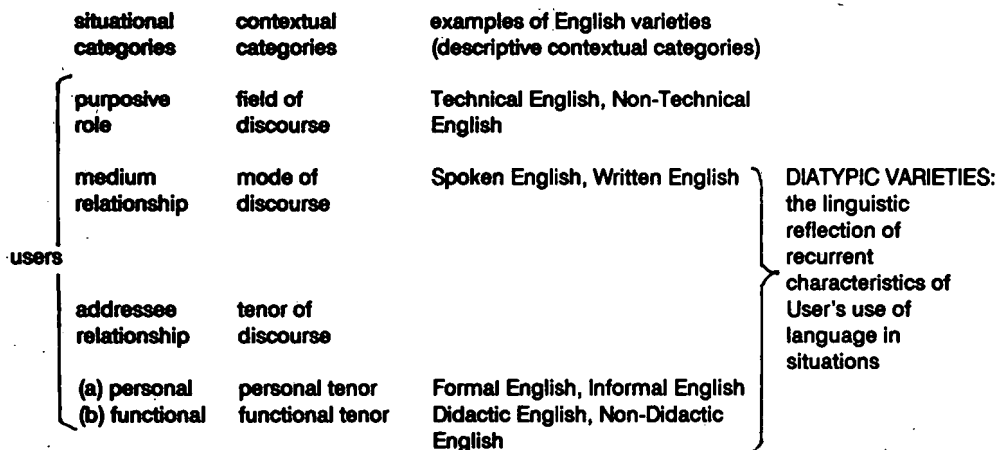 situational contextual examples of English varieties
categories categories (descriptive contextual categories)
purposive field of Technical English, Non-Technical
role discourse English
medium mode of Spoken English, Written English DIATYPIC VARIETIES:
relationship discourse the linguistic
reflection of
recurrent
users
characteristics of
addressee tenor of User's use of
relationship discourse language in
situations
(a) personal personal tenor Formal English, Informal English
(b) functional functional tenor Didactic English, Non-Didactic
English